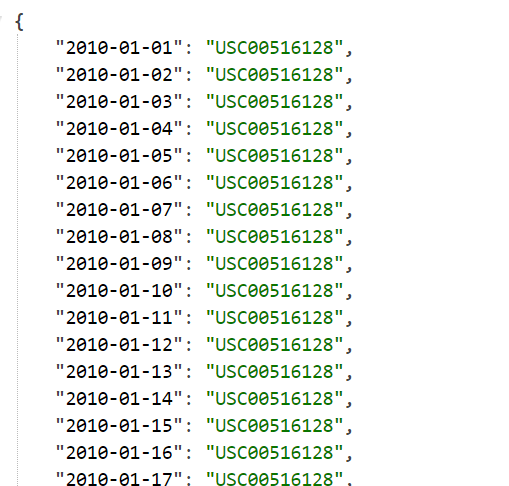 {
"2010-01-01": "USC00516128",
"2010-01-02": "USC00516128",
"2010-01-03": "USC00516128",
"2010-01-04": "USC00516128",
"2010-01-05": "USC00516128",
"2010-01-06": "USC00516128",
"2010-01-07": "USC00516128",
"2010-01-08": "USC00516128",
"2010-01-09": "USC00516128",
"2010-01-10": "USC00516128",
"2010-01-11": "USC00516128",
"2010-01-12": "USC00516128",
"2010-01-13": "USC00516128",
"2010-01-14": "USC00516128",
"2010-01-15": "USC00516128",
"2010-01-16": "USC00516128",
"2010-01-17": "USC00516128",